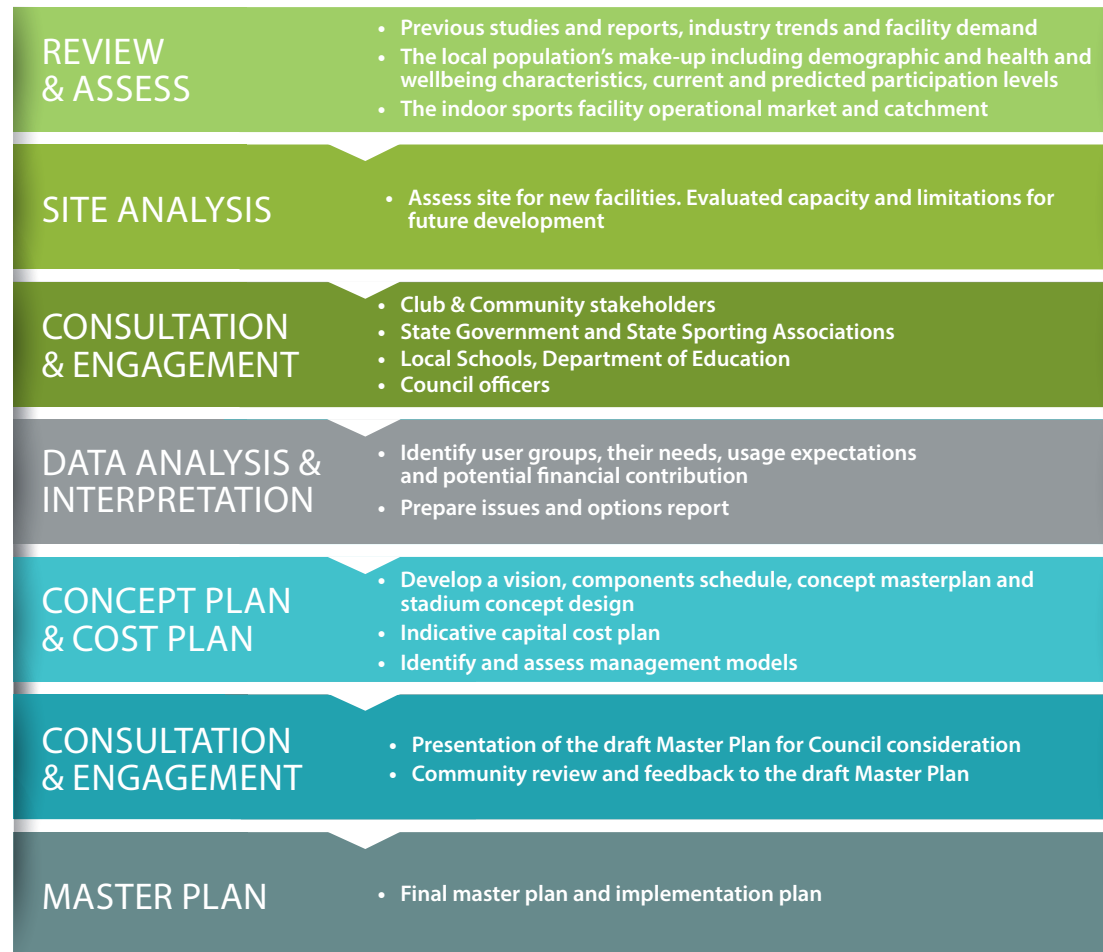 REVIEW
& ASSESS
• Previous studies and reports, industry trends and facility demand
• The local population's make-up including demographic and health and
wellbeing characteristics, current and predicted participation levels
• The indoor sports facility operational market and catchment
SITE ANALYSIS
• Assess site for new facilities. Evaluated capacity and limitations for
future development
CONSULTATION
& ENGAGEMENT
• Club & Community stakeholders
• State Government and State Sporting Associations
• Local Schools, Department of Education
• Council officers
DATA ANALYSIS &
INTERPRETATION
• Identify user groups, their needs, usage expectations
and potential financial contribution
• Prepare issues and options report
CONCEPT PLAN
& COST PLAN
• Develop a vision, components schedule, concept masterplan and
stadium concept design
• Indicative capital cost plan
• Identify and assess management models
CONSULTATION
& ENGAGEMENT
• Presentation of the draft Master Plan for Council consideration
• Community review and feedback to the draft Master Plan
MASTER PLAN
• Final master plan and implementation plan